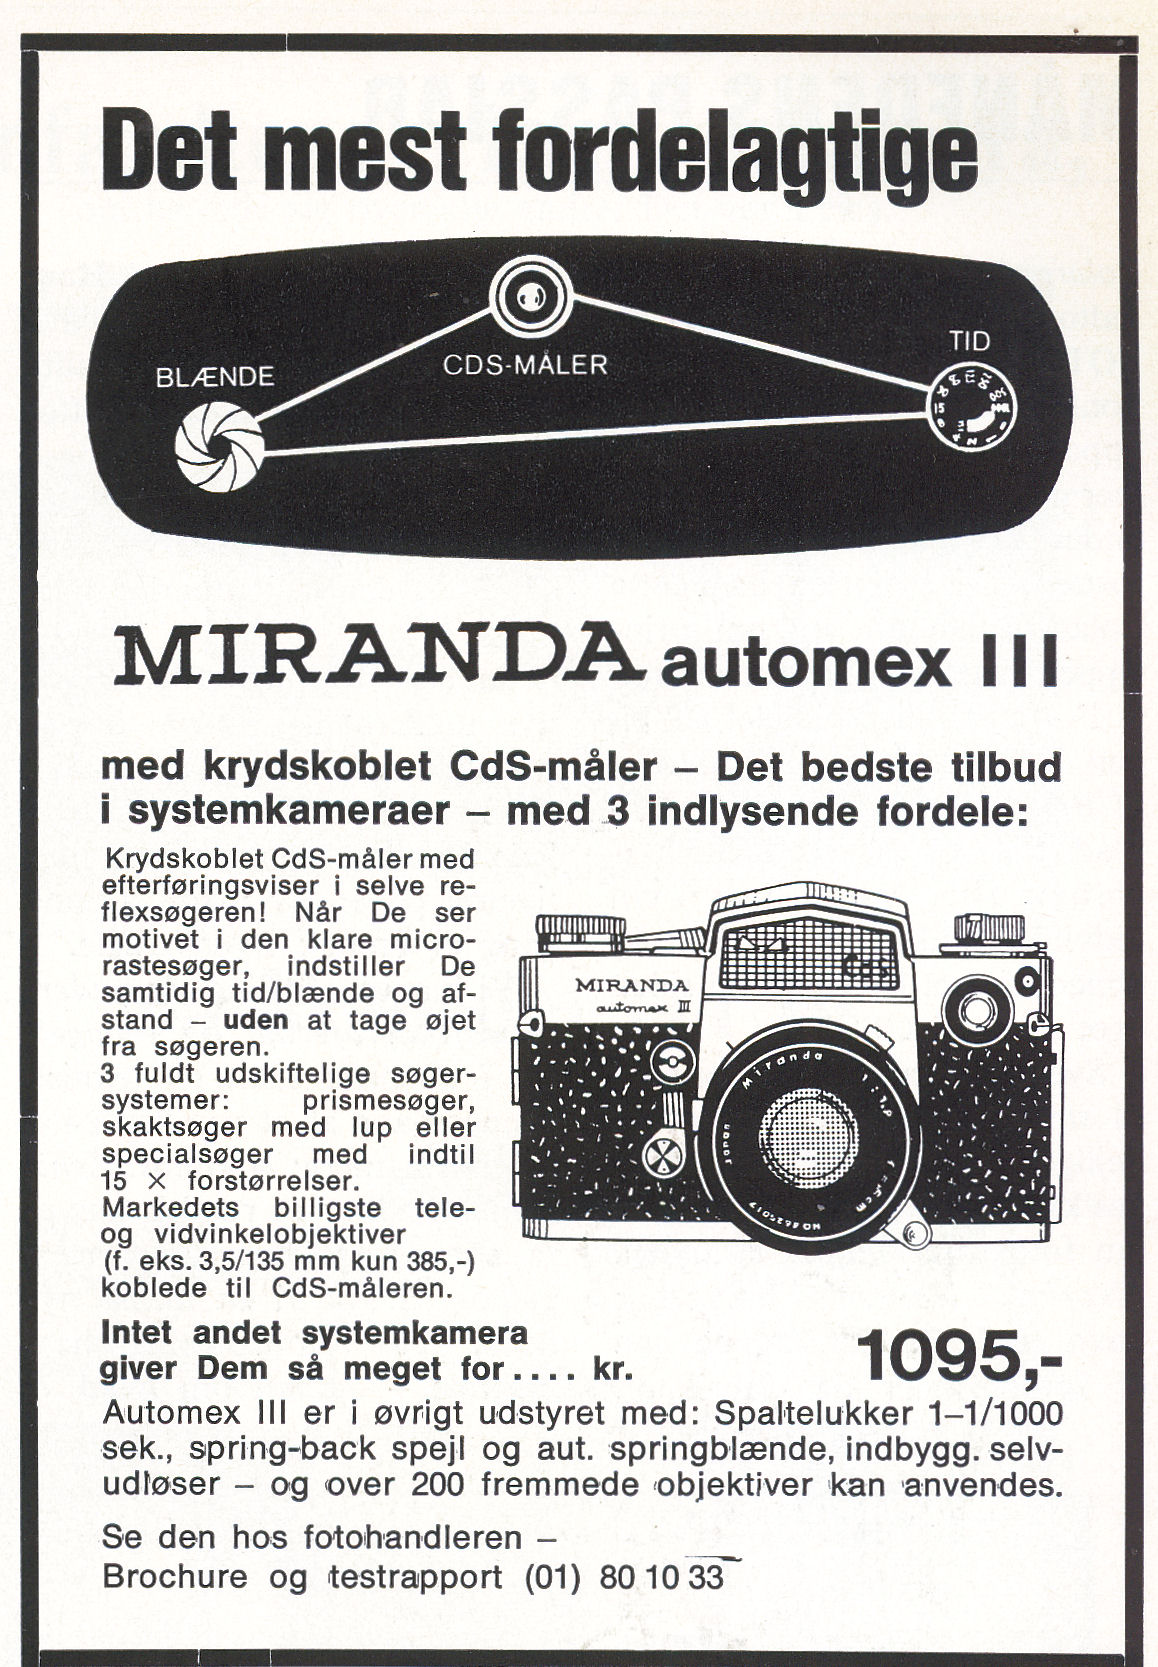 Det mest fordelagtige
BLÆNDE
CDS-MÅLER
TID
MIRANDA automex III
med krydskoblet CdS-måler – Det bedste tilbud
i systemkameraer – med 3 indlysende fordele:
Krydskoblet CdS-måler med
efterføringsviser i selve re-
flexsøgeren! Når De ser
motivet i den klare micro-
rastesøger, indstiller De
samtidig tid/blænde og af-
stand – uden at tage øjet
fra søgeren.
3 fuldt udskiftelige søger-
systemer: prismesøger,
skaktsøger med lup eller
specialsøger med indtil
15 × forstørrelser.
Markedets billigste tele-
og vidvinkelobjektiver
(f. eks. 3,5/135 mm kun 385,-)
koblede til CdS-måleren.
CdS
MIRANDA
automex III
Miranda
Japan
Intet andet systemkamera
giver Dem så meget for.... kr. 1095,-
Automex III er i øvrigt udstyret med: Spaltelukker 1–1/1000
sek., spring-back spejl og aut. springblænde, indbygg. selv-
udløser – og over 200 fremmede objektiver kan anvendes.
Se den hos fotohandleren –
Brochure og testrapport (01) 80 10 33